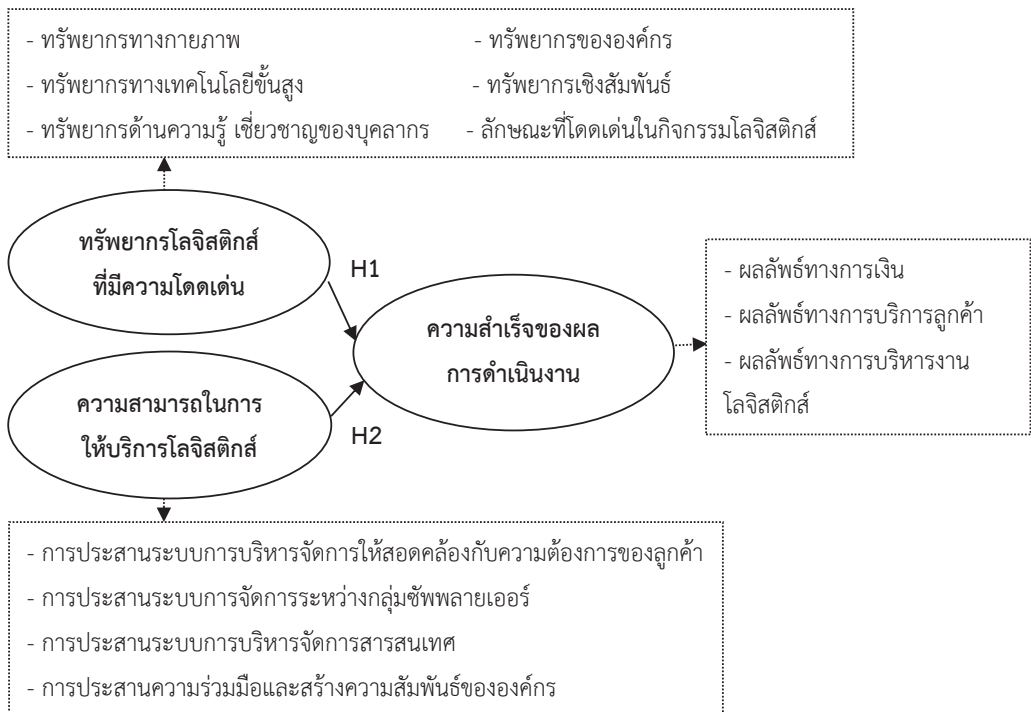 - ทรัพยากรทางกายภาพ - ทรัพยากรขององค์กร
- ทรัพยากรทางเทคโนโลยีขั้นสูง - ทรัพยากรเชิงสัมพันธ์
- ทรัพยากรด้านความรู้ เชี่ยวชาญของบุคลากร - ลักษณะที่โดดเด่นในกิจกรรมโลจิสติกส์
ทรัพยากรโลจิสติกส์
ที่มีความโดดเด่น
H1
ความสำเร็จของผล
การดำเนินงาน
- ผลลัพธ์ทางการเงิน
- ผลลัพธ์ทางการบริการลูกค้า
- ผลลัพธ์ทางการบริหารงาน
โลจิสติกส์
ความสามารถในการ
ให้บริการโลจิสติกส์
H2
- การประสานระบบการบริหารจัดการให้สอดคล้องกับความต้องการของลูกค้า
- การประสานระบบการจัดการระหว่างกลุ่มซัพพลายเออร์
- การประสานระบบการบริหารจัดการสารสนเทศ
- การประสานความร่วมมือและสร้างความสัมพันธ์ขององค์กร